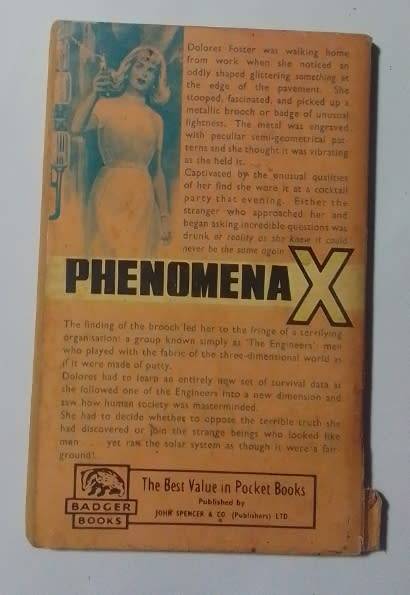 Dolores Foster was walking home
from work when she noticed an
oddly shaped glittering something at
the edge of the pavement. She
stooped, fascinated, and picked up a
metallic brooch or badge of unusual
lightness. The metal was engraved
with peculiar semi-geometrical pat-
terns and she thought it was vibrating
as she held it.
Captivated by the unusual qualities
of her find she wore it at a cocktail
party that evening. Either the
stranger who approached her and
began asking incredible questions was
drunk or reality as she knew it could
never be the same again
PHENOMENA X
The finding of the brooch led her to the fringe of a terrifying
organisation: a group known simply as 'The Engineers': men
who played with the fabric of the three-dimensional world as
if it were made of putty.
Dolores had to learn an entirely new set of survival data as
she followed one of the Engineers into a new dimension and
saw how human society was masterminded.
She had to decide whether to oppose the terrible truth she
had discovered or join the strange beings who looked like
men ... yet ran the solar system as though it were a fair
ground!
BADGER
BOOKS
The Best Value in Pocket Books
Published by
JOHN SPENCER & CO. (Publishers) LTD